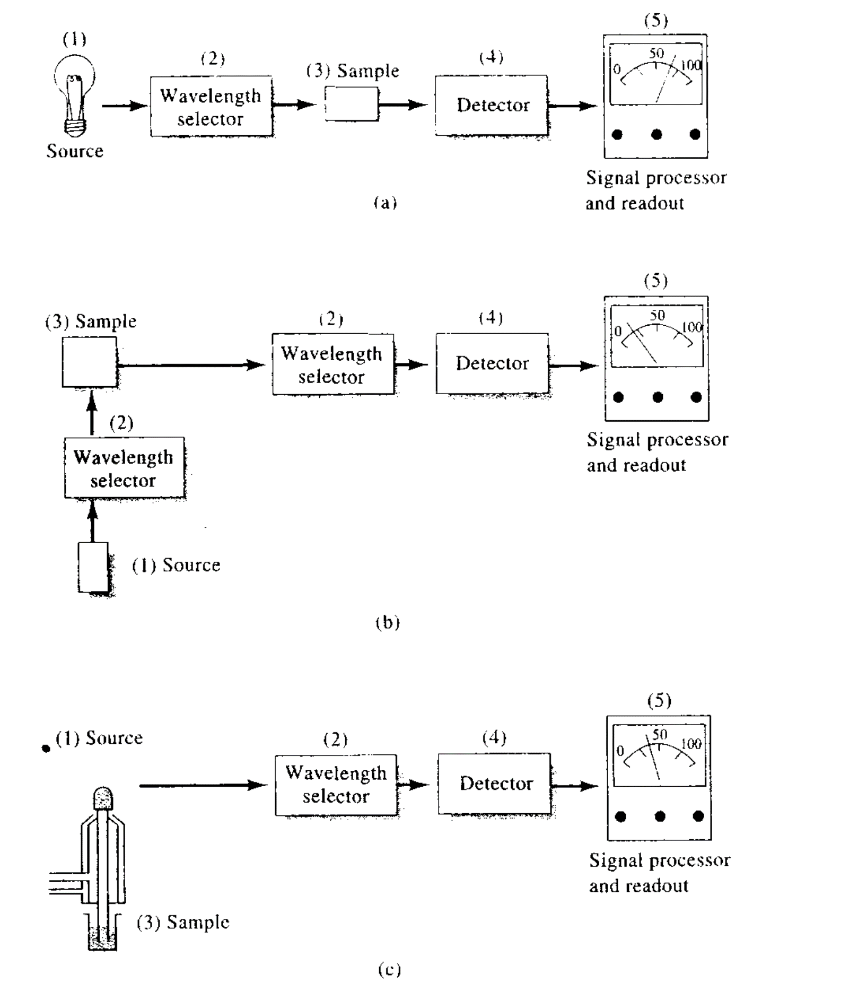 (5)
(1)
(2)
(4)
(3) Sample
0 50 100
Wavelength
selector
Detector
Source
Signal processor
and readout
(a)
(5)
(3) Sample
(2)
(4)
0 50 100
Wavelength
selector
Detector
(2)
Wavelength
selector
Signal processor
and readout
(1) Source
(b)
(5)
(1) Source
(2)
(4)
0 50 100
Wavelength
selector
Detector
Signal processor
and readout
(3) Sample
(c)